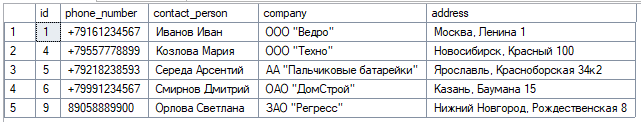 id phone_number contact_person company address
1 1 +79161234567 Иванов Иван ООО "Ведро" Москва, Ленина 1
2 4 +79557778899 Козлова Мария ООО "Техно" Новосибирск, Красный 100
3 5 +79218238593 Середа Арсентий АА "Пальчиковые батарейки" Ярославль, Красноборская 34к2
4 6 +79991234567 Смирнов Дмитрий ОАО "ДомСтрой" Казань, Баумана 15
5 9 89058889900 Орлова Светлана ЗАО "Регресс" Нижний Новгород, Рождественская 8